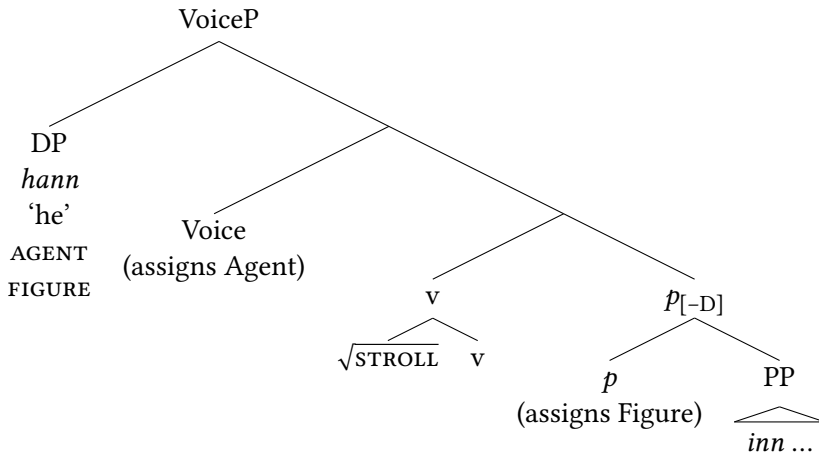 VoiceP
DP
hann
‘he’
AGENT
FIGURE
Voice
(assigns Agent)
v
p[–D]
√STROLL v
p
(assigns Figure)
PP
inn ...